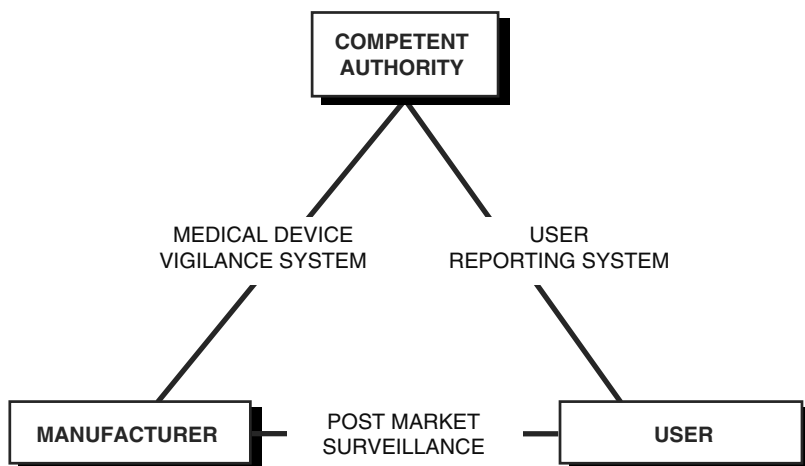 COMPETENT
AUTHORITY
MEDICAL DEVICE
VIGILANCE SYSTEM
USER
REPORTING SYSTEM
MANUFACTURER
POST MARKET
SURVEILLANCE
USER